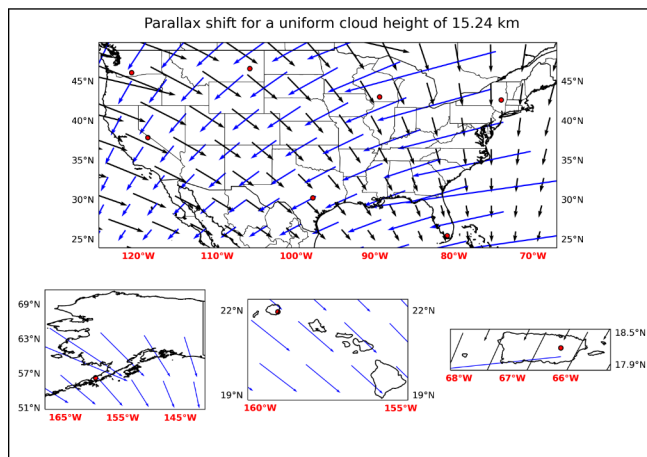 Parallax shift for a uniform cloud height of 15.24 km
45°N 45°N
40°N 40°N
35°N 35°N
30°N 30°N
25°N 25°N
120°W 110°W 100°W 90°W 80°W 70°W
69°N 22°N 22°N
63°N 18.5°N
57°N 17.9°N
51°N 19°N 19°N
165°W 155°W 145°W 160°W 155°W 68°W 67°W 66°W